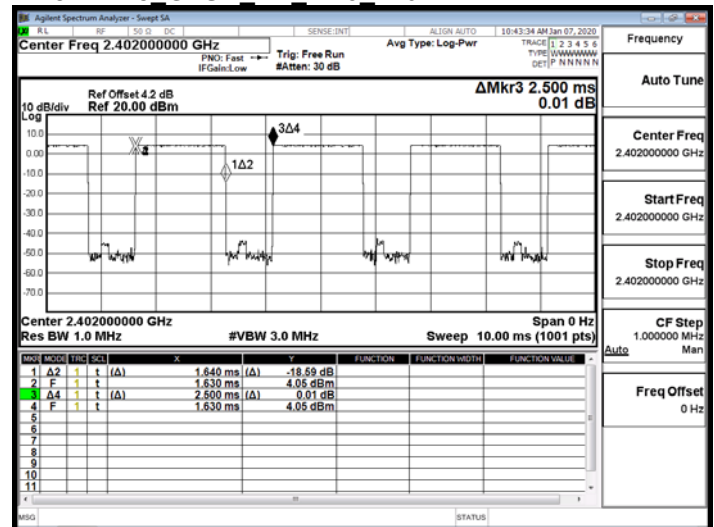 Agilent Spectrum Analyzer - Swept SA
RL RF 50 Ω DC SENSE:INT ALIGN AUTO 10:43:34 AM Jan 07, 2020
Center Freq 2.402000000 GHz
PNO: Fast
IFGain:Low
Trig: Free Run
#Atten: 30 dB
Avg Type: Log-Pwr
TRACE 1 2 3 4 5 6
TYPE WWWWWW
DET P N N N N N
Frequency
Auto Tune
Center Freq
2.402000000 GHz
Start Freq
2.402000000 GHz
Stop Freq
2.402000000 GHz
CF Step
1.000000 MHz
Auto Man
Freq Offset
0 Hz
ΔMkr3 2.500 ms
0.01 dB
Ref Offset 4.2 dB
10 dB/div Ref 20.00 dBm
Log
10.0
0.00
-10.0
-20.0
-30.0
-40.0
-50.0
-60.0
-70.0
3Δ4
1Δ2
Center 2.402000000 GHz Span 0 Hz
Res BW 1.0 MHz #VBW 3.0 MHz Sweep 10.00 ms (1001 pts)
MKR MODE TRC SCL X Y FUNCTION FUNCTION WIDTH FUNCTION VALUE
1 Δ2 1 t (Δ) 1.640 ms (Δ) -18.59 dB
2 F 1 t 1.630 ms 4.05 dBm
3 Δ4 1 t (Δ) 2.500 ms (Δ) 0.01 dB
4 F 1 t 1.630 ms 4.05 dBm
5
6
7
8
9
10
11
MSG STATUS